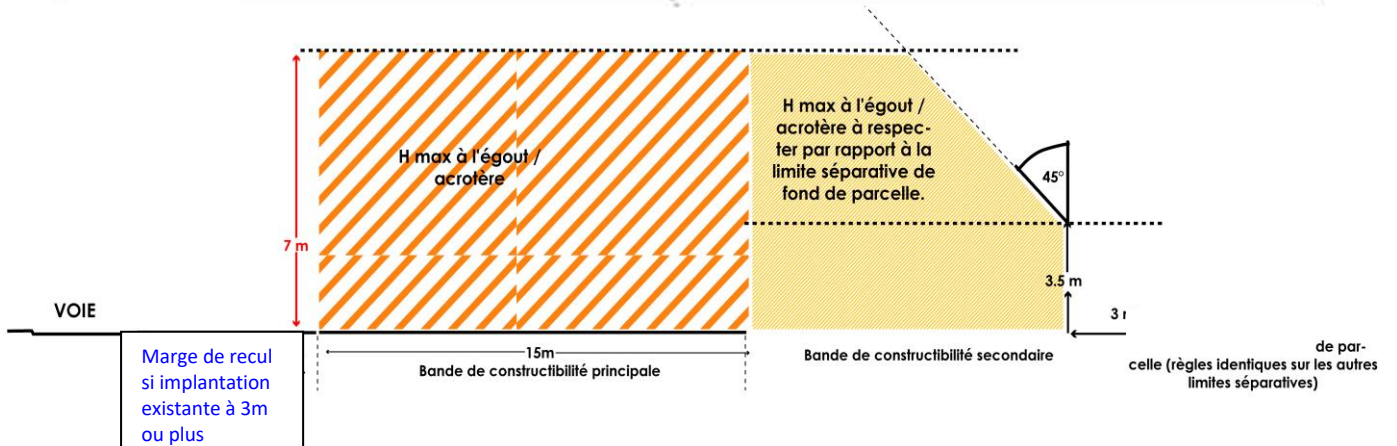 H max à l'égout /
acrotère
H max à l'égout /
acrotère à respec-
ter par rapport à la
limite séparative de
fond de parcelle.
45°
7 m
3.5 m
VOIE
3
Marge de recul
si implantation
existante à 3m
ou plus
15m
Bande de constructibilité principale
Bande de constructibilité secondaire
de par-
celle (règles identiques sur les autres
limites séparatives)